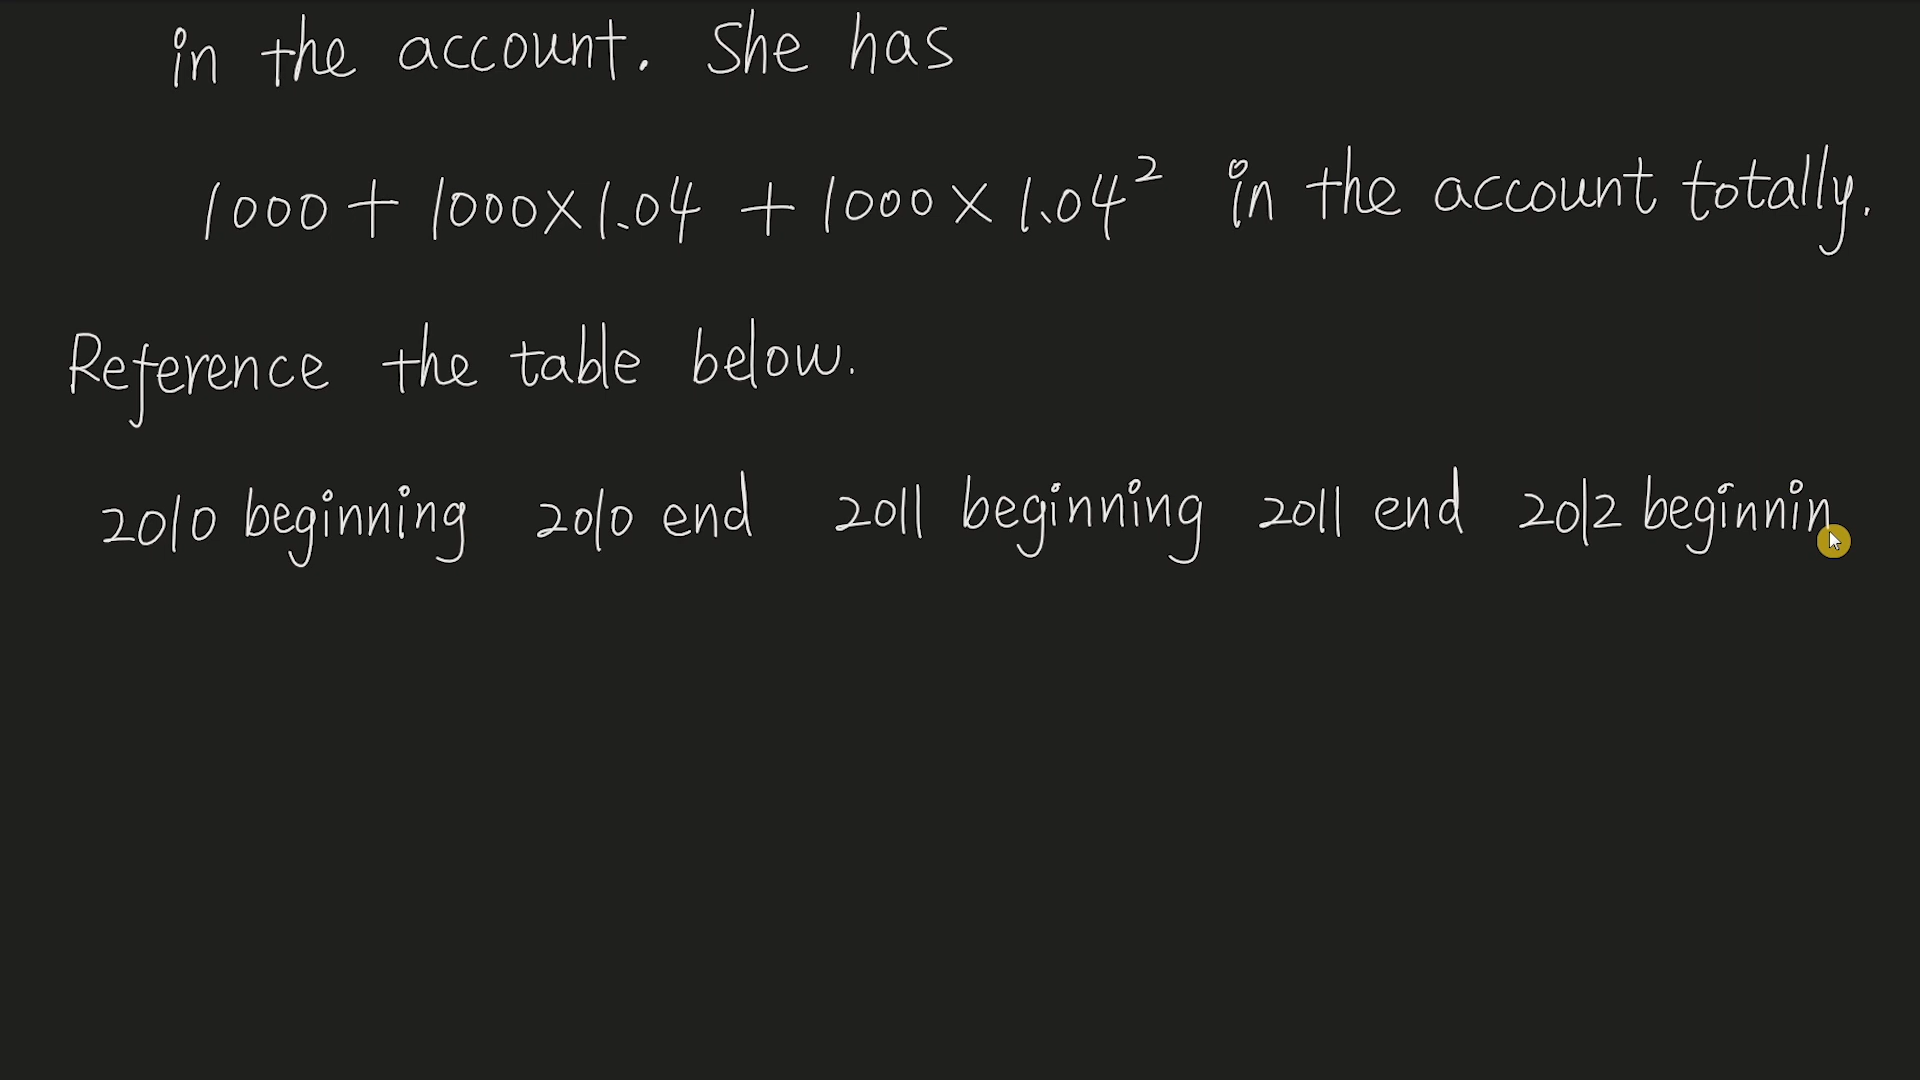 in the account. She has
1000 + 1000 × 1.04 + 1000 × 1.04² in the account totally.
Reference the table below.
2010 beginning 2010 end 2011 beginning 2011 end 2012 beginnin